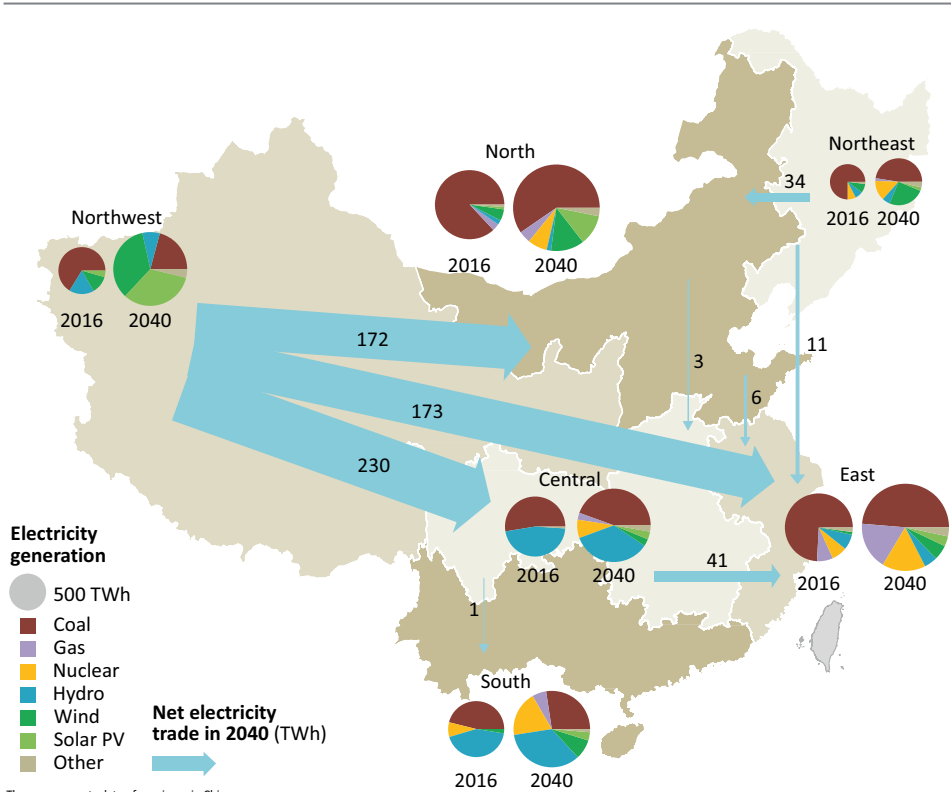 Northeast
34
2016 2040
North
2016 2040
Northwest
2016 2040
172
3
11
6
173
230
East
2016 2040
Central
2016 2040
41
1
South
2016 2040
Electricity
generation
500 TWh
Coal
Gas
Nuclear
Hydro
Wind
Solar PV
Other
Net electricity
trade in 2040 (TWh)